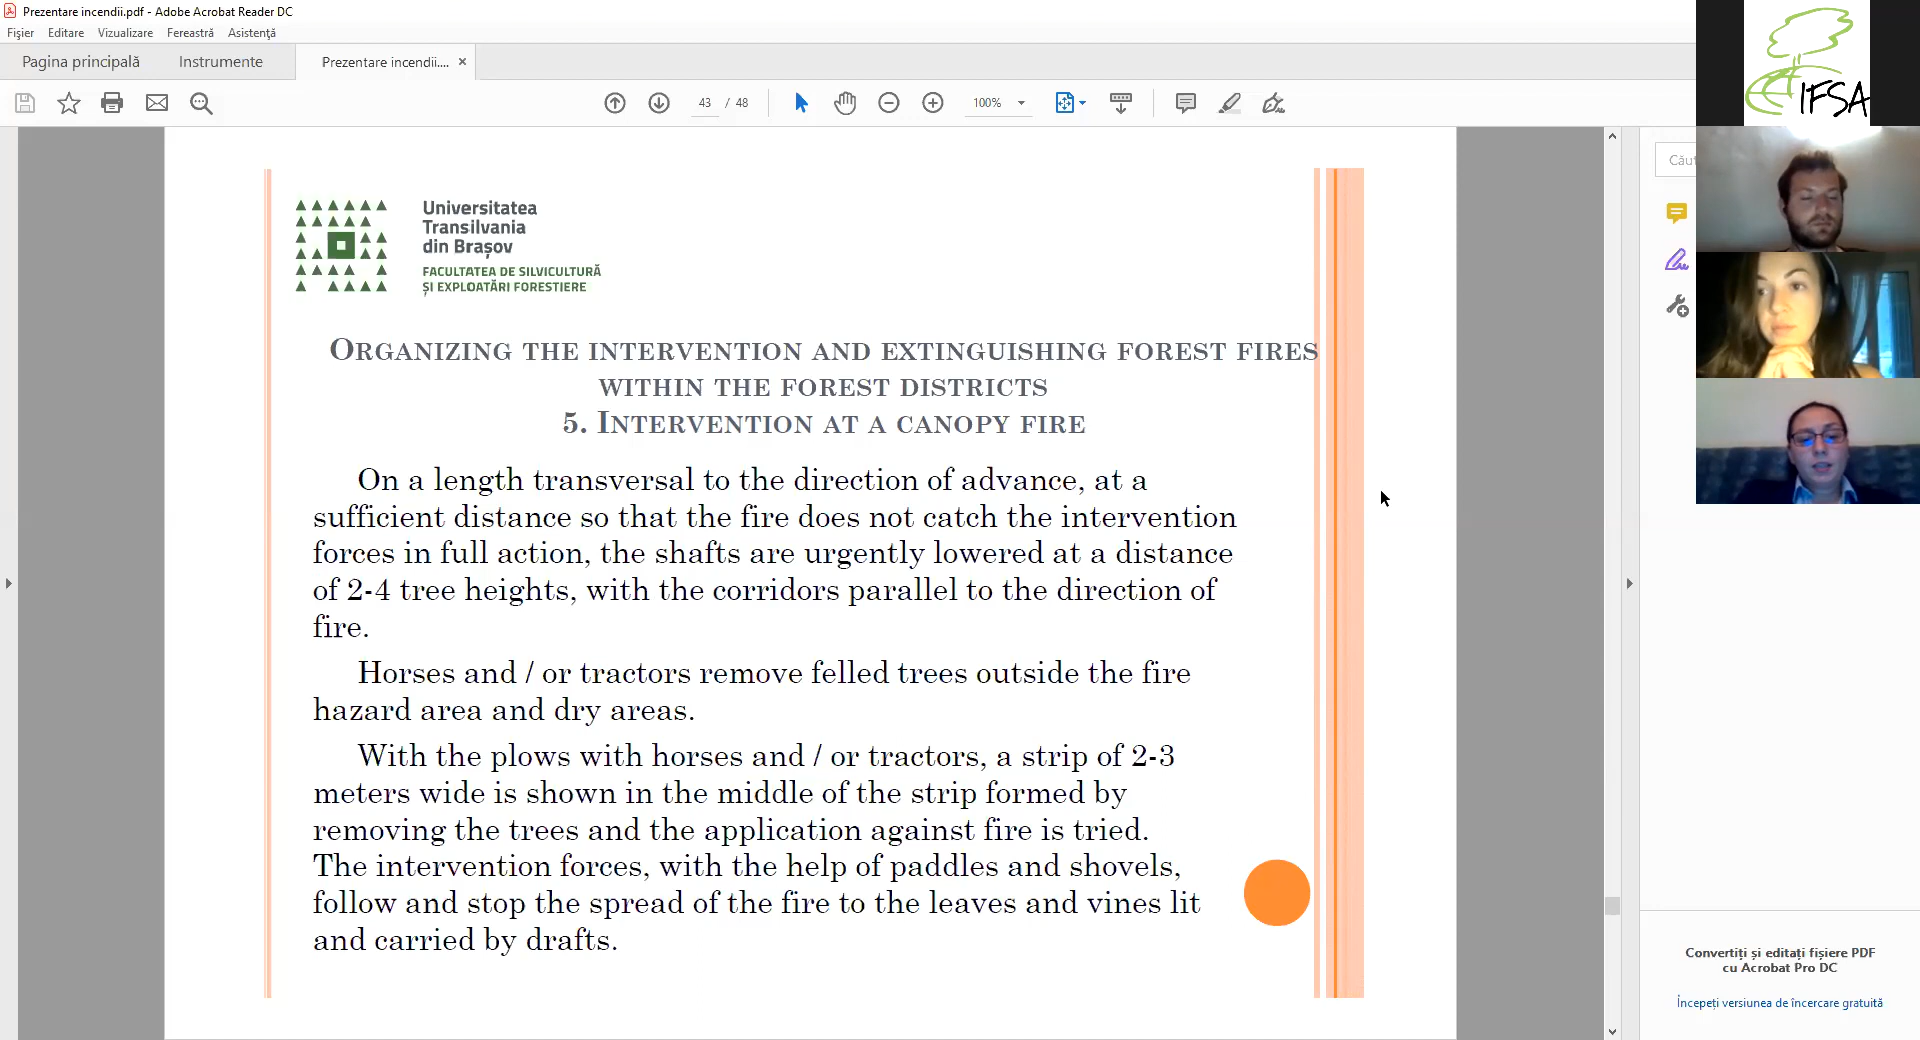 Prezentare incendii.pdf - Adobe Acrobat Reader DC
Fișier Editare Vizualizare Fereastră Asistență
Pagina principală Instrumente Prezentare incendii.... ×
43 / 48 100%
IFSA
Universitatea
Transilvania
din Brașov
FACULTATEA DE SILVICULTURĂ
ȘI EXPLOATĂRI FORESTIERE
ORGANIZING THE INTERVENTION AND EXTINGUISHING FOREST FIRES
WITHIN THE FOREST DISTRICTS
5. INTERVENTION AT A CANOPY FIRE
On a length transversal to the direction of advance, at a
sufficient distance so that the fire does not catch the intervention
forces in full action, the shafts are urgently lowered at a distance
of 2-4 tree heights, with the corridors parallel to the direction of
fire.
Horses and / or tractors remove felled trees outside the fire
hazard area and dry areas.
With the plows with horses and / or tractors, a strip of 2-3
meters wide is shown in the middle of the strip formed by
removing the trees and the application against fire is tried.
The intervention forces, with the help of paddles and shovels,
follow and stop the spread of the fire to the leaves and vines lit
and carried by drafts.
Căut
Convertiți și editați fișiere PDF
cu Acrobat Pro DC
Începeți versiunea de încercare gratuită